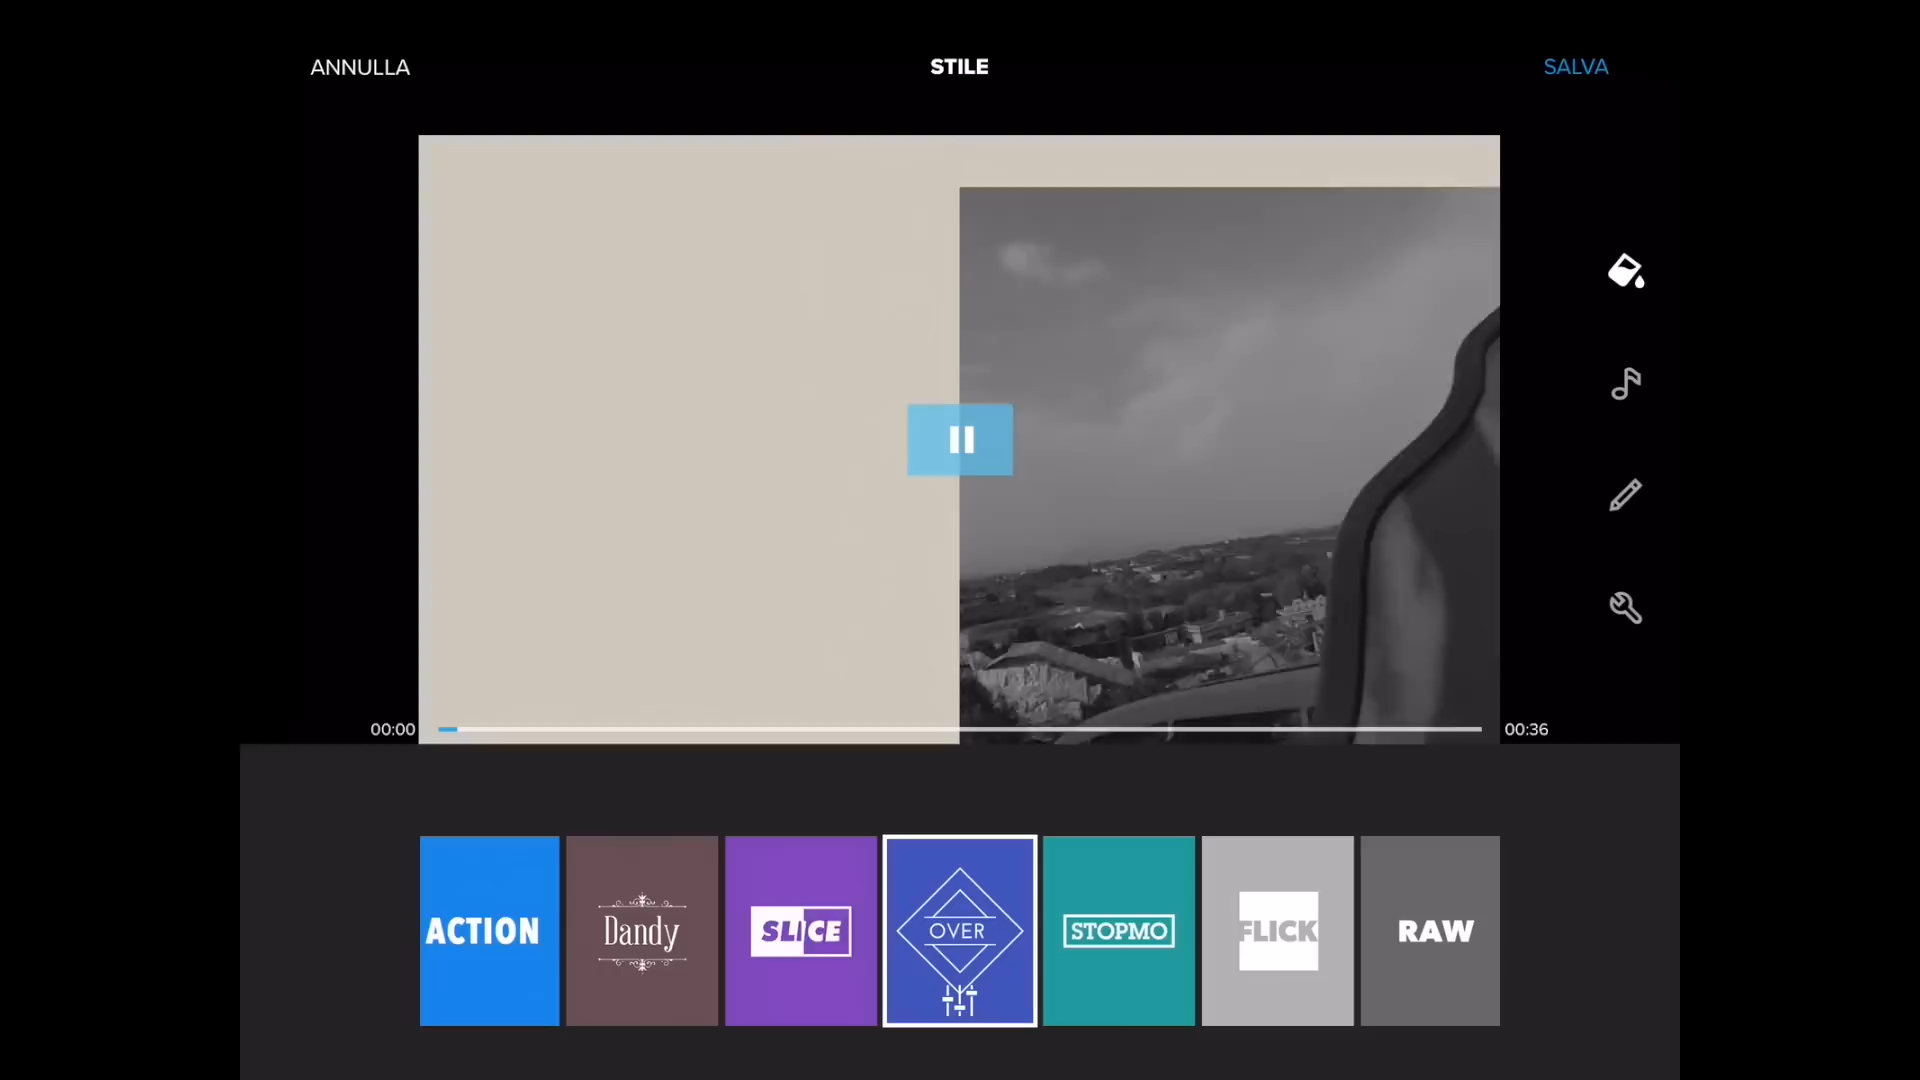 ANNULLA
STILE
SALVA
00:00
00:36
ACTION
Dandy
SLICE
OVER
STOPMO
FLICK
RAW